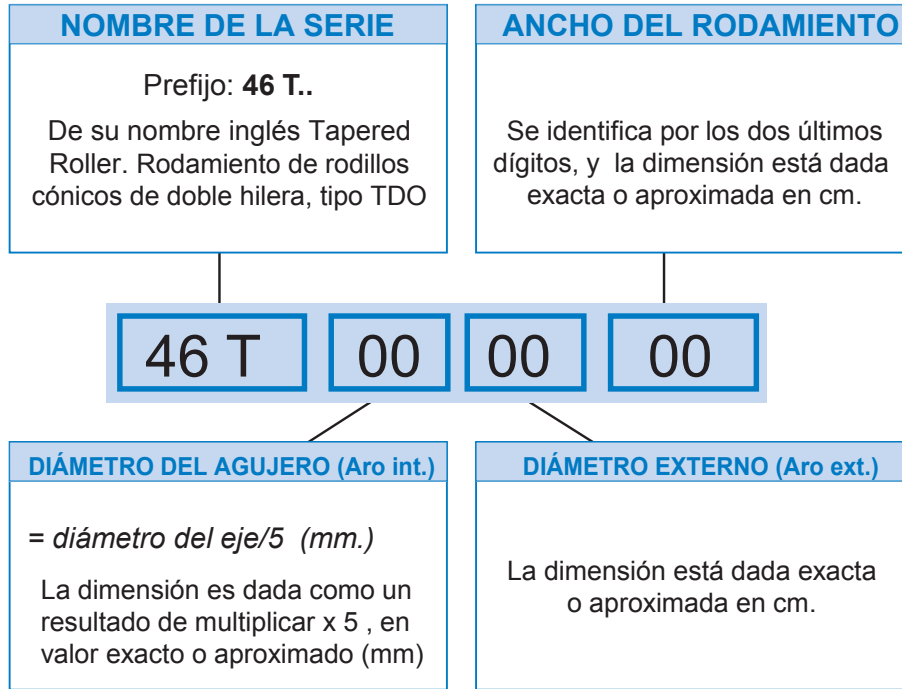 NOMBRE DE LA SERIE
Prefijo: 46 T..
De su nombre inglés Tapered
Roller. Rodamiento de rodillos
cónicos de doble hilera, tipo TDO
ANCHO DEL RODAMIENTO
Se identifica por los dos últimos
dígitos, y la dimensión está dada
exacta o aproximada en cm.
46 T 00 00 00
DIÁMETRO DEL AGUJERO (Aro int.)
= diámetro del eje/5 (mm.)
La dimensión es dada como un
resultado de multiplicar x 5 , en
valor exacto o aproximado (mm)
DIÁMETRO EXTERNO (Aro ext.)
La dimensión está dada exacta
o aproximada en cm.